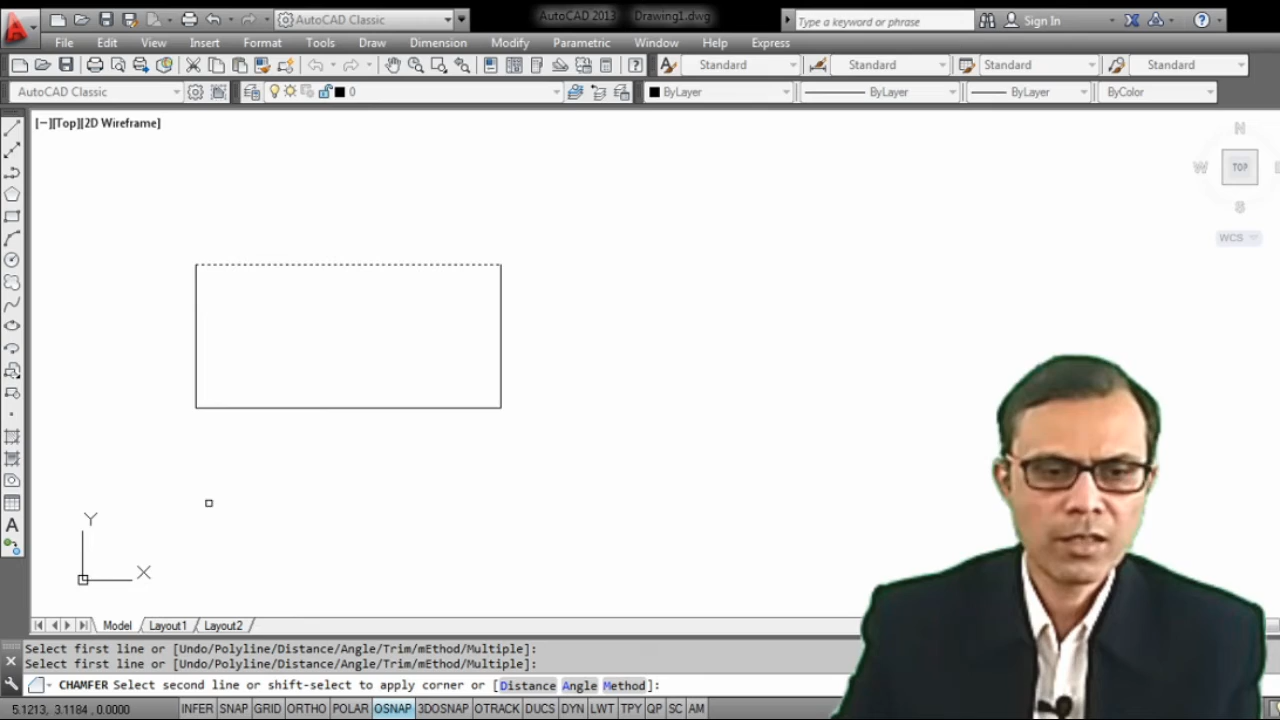 AutoCAD Classic
AutoCAD 2013 Drawing1.dwg
Type a keyword or phrase
Sign In
File Edit View Insert Format Tools Draw Dimension Modify Parametric Window Help Express
Standard Standard Standard Standard
AutoCAD Classic 0 ByLayer ByLayer ByLayer ByColor
[−][Top][2D Wireframe]
N
W TOP
S
WCS
Y
X
Model Layout1 Layout2
Select first line or [Undo/Polyline/Distance/Angle/Trim/mEthod/Multiple]:
Select first line or [Undo/Polyline/Distance/Angle/Trim/mEthod/Multiple]:
CHAMFER Select second line or shift-select to apply corner or [Distance Angle Method]:
5.1213, 3.1184, 0.0000 INFER SNAP GRID ORTHO POLAR OSNAP 3DOSNAP OTRACK DUCS DYN LWT TPY QP SC AM